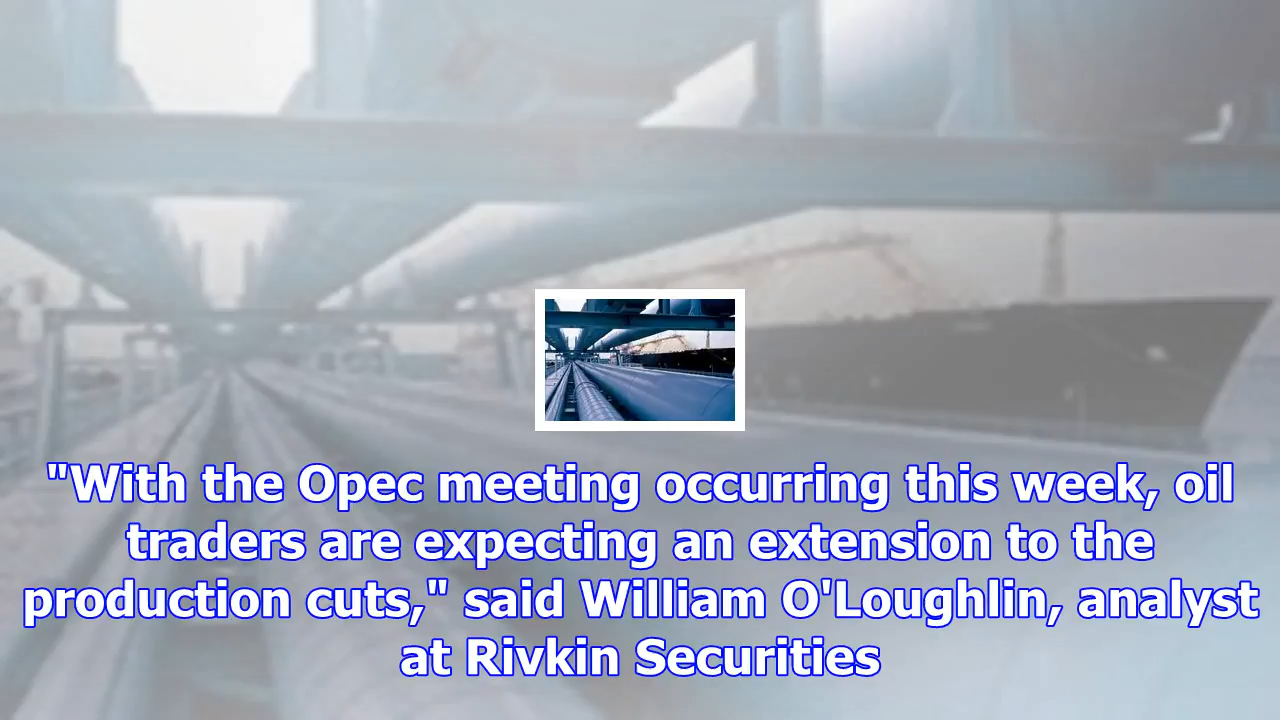 "With the Opec meeting occurring this week, oil
traders are expecting an extension to the
production cuts," said William O'Loughlin, analyst
at Rivkin Securities